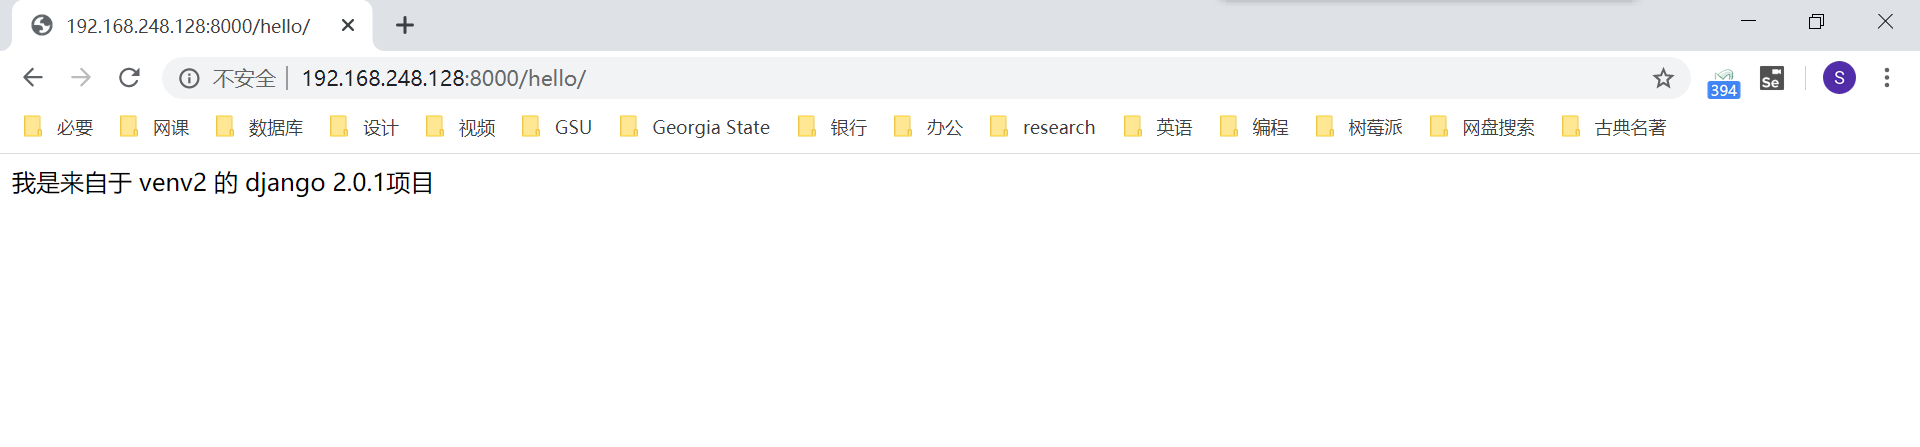 192.168.248.128:8000/hello/
不安全 192.168.248.128:8000/hello/
394 Se S
必要 网课 数据库 设计 视频 GSU Georgia State 银行 办公 research 英语 编程 树莓派 网盘搜索 古典名著
我是来自于 venv2 的 django 2.0.1项目